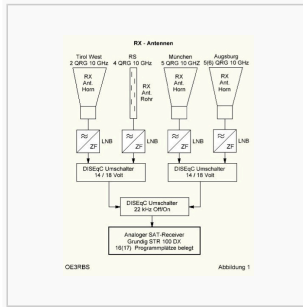 RX - Antennen
Tirol West
2 QRG 10 GHz
RS
4 QRG 10 GHz
München
5 QRG 10 GHZ
Augsburg
5(6) QRG 10 GHz
RX
Ant.
Horn
RX
Ant.
Rohr
RX
Ant.
Horn
RX
Ant.
Horn
ZF
LNB
ZF
LNB
ZF
LNB
ZF
LNB
DISEqC Umschalter
14 / 18 Volt
DISEqC Umschalter
14 / 18 Volt
DISEqC Umschalter
22 kHz Off/On
Analoger SAT-Receiver
Grundig STR 100 DX
16(17) Programmplätze belegt
OE3RBS
Abbildung 1